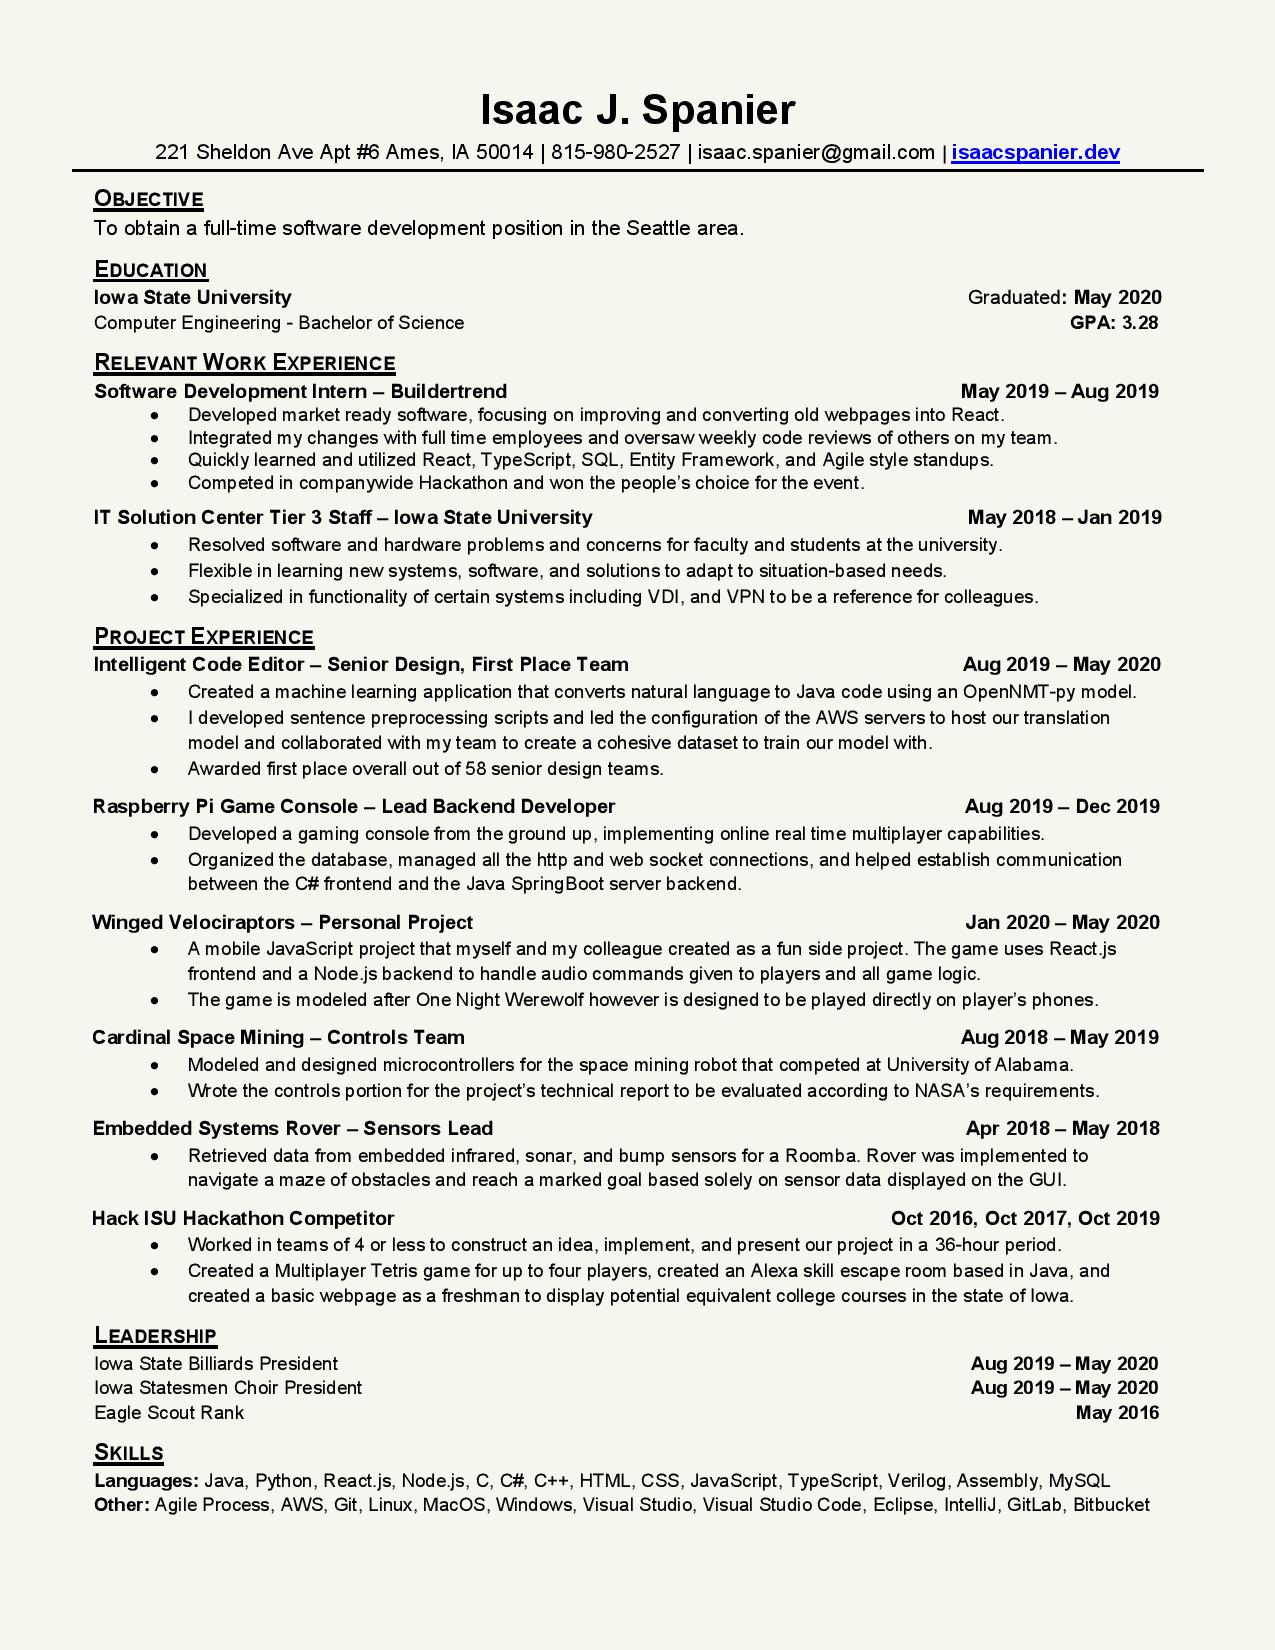 Isaac J. Spanier
221 Sheldon Ave Apt #6 Ames, IA 50014 | 815-980-2527 | isaac.spanier@gmail.com | isaacspanier.dev
OBJECTIVE
To obtain a full-time software development position in the Seattle area.
EDUCATION
Iowa State University Graduated: May 2020
Computer Engineering - Bachelor of Science GPA: 3.28
RELEVANT WORK EXPERIENCE
Software Development Intern – Buildertrend May 2019 – Aug 2019
• Developed market ready software, focusing on improving and converting old webpages into React.
• Integrated my changes with full time employees and oversaw weekly code reviews of others on my team.
• Quickly learned and utilized React, TypeScript, SQL, Entity Framework, and Agile style standups.
• Competed in companywide Hackathon and won the people's choice for the event.
IT Solution Center Tier 3 Staff – Iowa State University May 2018 – Jan 2019
• Resolved software and hardware problems and concerns for faculty and students at the university.
• Flexible in learning new systems, software, and solutions to adapt to situation-based needs.
• Specialized in functionality of certain systems including VDI, and VPN to be a reference for colleagues.
PROJECT EXPERIENCE
Intelligent Code Editor – Senior Design, First Place Team Aug 2019 – May 2020
• Created a machine learning application that converts natural language to Java code using an OpenNMT-py model.
• I developed sentence preprocessing scripts and led the configuration of the AWS servers to host our translation
model and collaborated with my team to create a cohesive dataset to train our model with.
• Awarded first place overall out of 58 senior design teams.
Raspberry Pi Game Console – Lead Backend Developer Aug 2019 – Dec 2019
• Developed a gaming console from the ground up, implementing online real time multiplayer capabilities.
• Organized the database, managed all the http and web socket connections, and helped establish communication
between the C# frontend and the Java SpringBoot server backend.
Winged Velociraptors – Personal Project Jan 2020 – May 2020
• A mobile JavaScript project that myself and my colleague created as a fun side project. The game uses React.js
frontend and a Node.js backend to handle audio commands given to players and all game logic.
• The game is modeled after One Night Werewolf however is designed to be played directly on player's phones.
Cardinal Space Mining – Controls Team Aug 2018 – May 2019
• Modeled and designed microcontrollers for the space mining robot that competed at University of Alabama.
• Wrote the controls portion for the project's technical report to be evaluated according to NASA's requirements.
Embedded Systems Rover – Sensors Lead Apr 2018 – May 2018
• Retrieved data from embedded infrared, sonar, and bump sensors for a Roomba. Rover was implemented to
navigate a maze of obstacles and reach a marked goal based solely on sensor data displayed on the GUI.
Hack ISU Hackathon Competitor Oct 2016, Oct 2017, Oct 2019
• Worked in teams of 4 or less to construct an idea, implement, and present our project in a 36-hour period.
• Created a Multiplayer Tetris game for up to four players, created an Alexa skill escape room based in Java, and
created a basic webpage as a freshman to display potential equivalent college courses in the state of Iowa.
LEADERSHIP
Iowa State Billiards President Aug 2019 – May 2020
Iowa Statesmen Choir President Aug 2019 – May 2020
Eagle Scout Rank May 2016
SKILLS
Languages: Java, Python, React.js, Node.js, C, C#, C++, HTML, CSS, JavaScript, TypeScript, Verilog, Assembly, MySQL
Other: Agile Process, AWS, Git, Linux, MacOS, Windows, Visual Studio, Visual Studio Code, Eclipse, IntelliJ, GitLab, Bitbucket